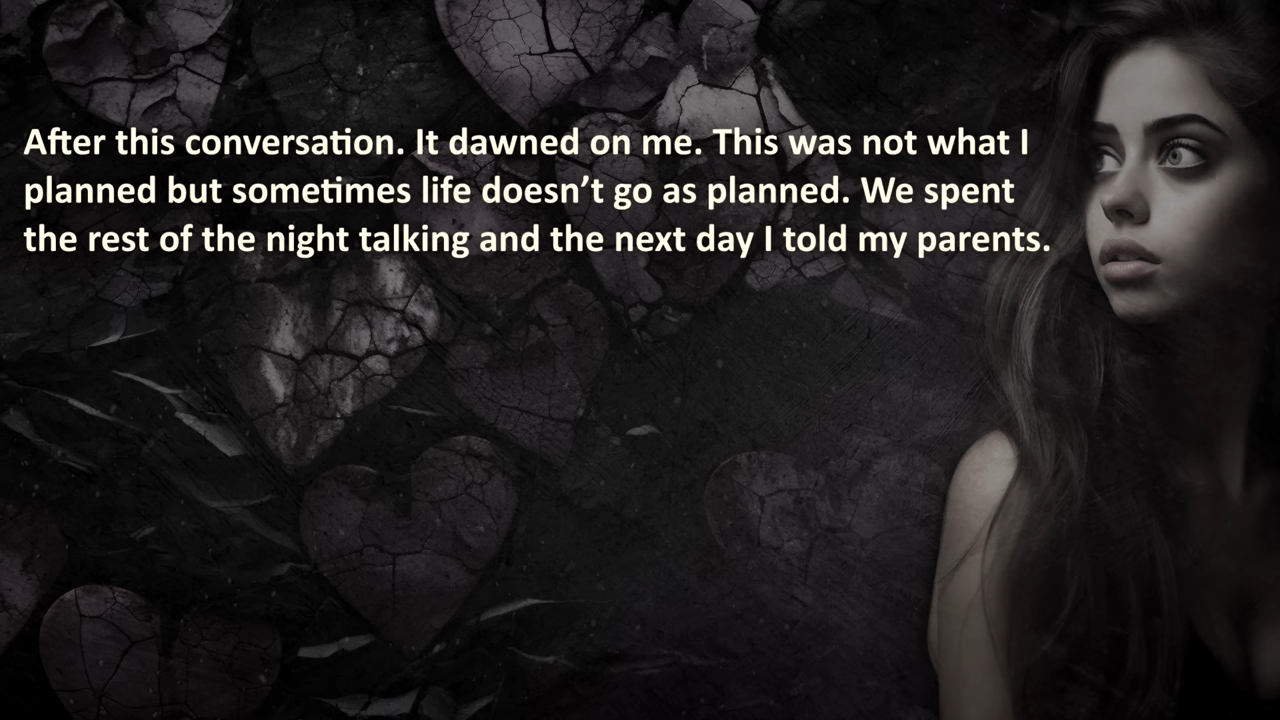 After this conversation. It dawned on me. This was not what I
planned but sometimes life doesn’t go as planned. We spent
the rest of the night talking and the next day I told my parents.